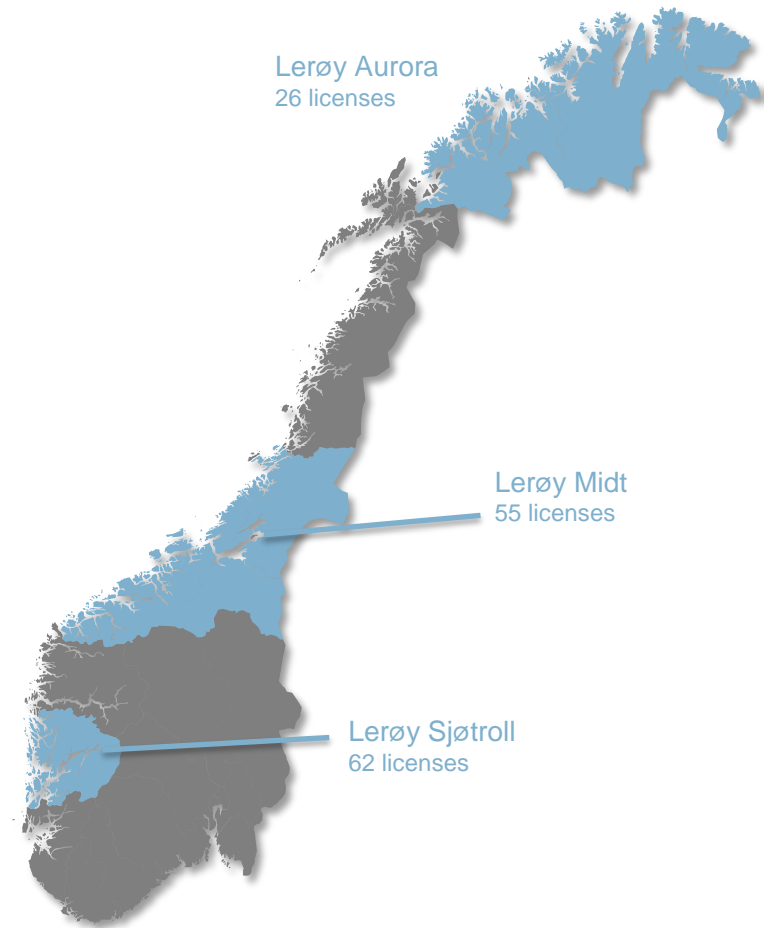 Lerøy Aurora
26 licenses
Lerøy Midt
55 licenses
Lerøy Sjøtroll
62 licenses